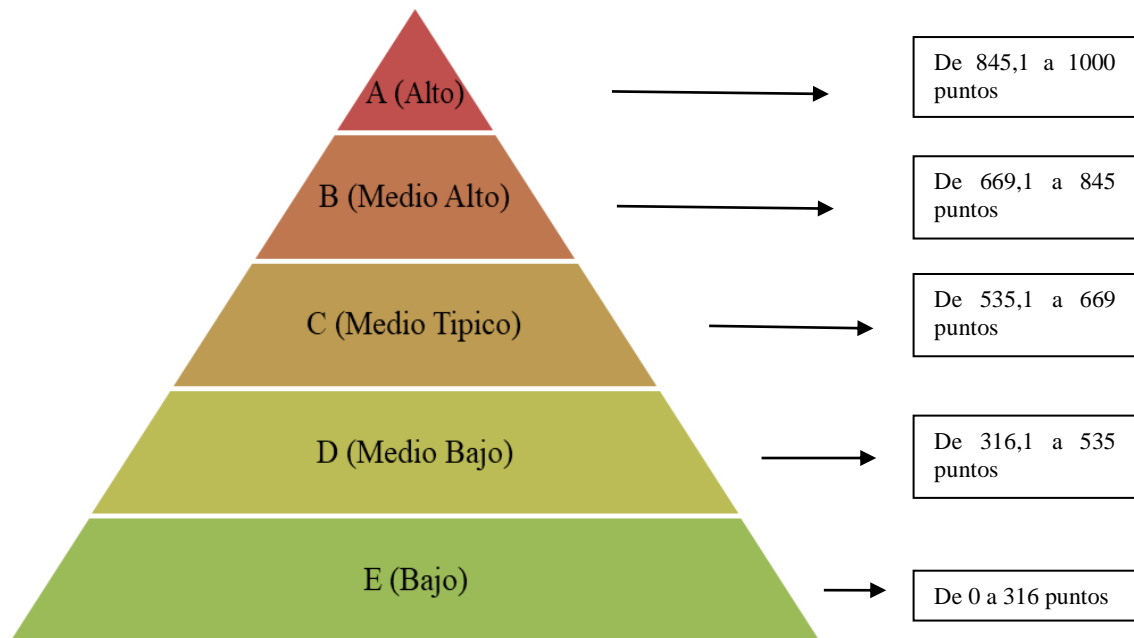 A (Alto)
De 845,1 a 1000
puntos
B (Medio Alto)
De 669,1 a 845
puntos
C (Medio Tipico)
De 535,1 a 669
puntos
D (Medio Bajo)
De 316,1 a 535
puntos
E (Bajo)
De 0 a 316 puntos